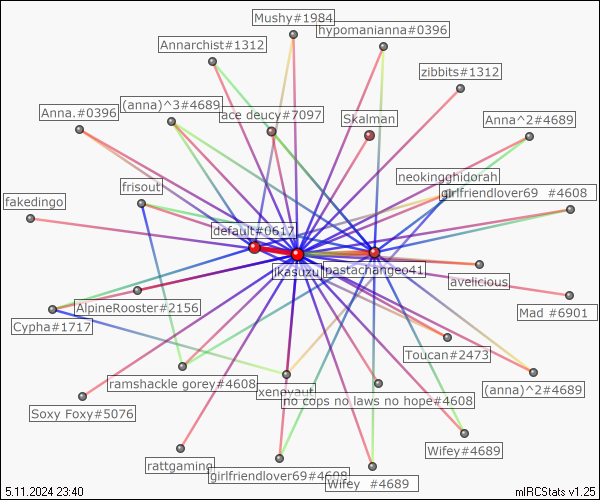 Mushy#1984
hypomanianna#0396
Annarchist#1312
zibbits#1312
Anna.#0396
(anna)^3#4689
ace deucy#7097
Skalman
Anna^2#4689
neokingghidorah
frisout
girlfriendlover69 #4608
fakedingo
default#0617
jkasuzu
pastachangeo41
avelicious
AlpineRooster#2156
Mad #6901
Cypha#1717
Toucan#2473
ramshackle gorey#4608
xenovaut
(anna)^2#4689
no cops no laws no hope#4608
Soxy Foxy#5076
Wifey#4689
rattgaming
girlfriendlover69#4608
Wifey #4689
5.11.2024 23:40
mIRCStats v1.25